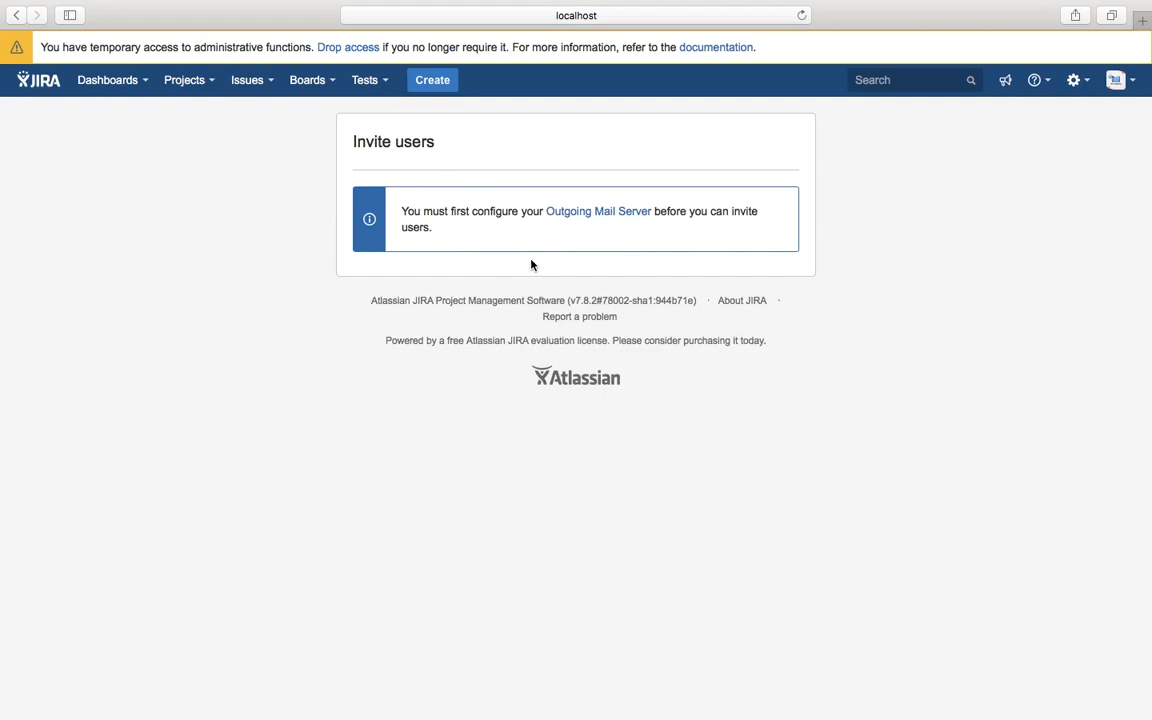 localhost
You have temporary access to administrative functions. Drop access if you no longer require it. For more information, refer to the documentation.
JIRA Dashboards Projects Issues Boards Tests Create Search
Invite users
You must first configure your Outgoing Mail Server before you can invite
users.
Atlassian JIRA Project Management Software (v7.8.2#78002-sha1:944b71e) · About JIRA ·
Report a problem
Powered by a free Atlassian JIRA evaluation license. Please consider purchasing it today.
Atlassian